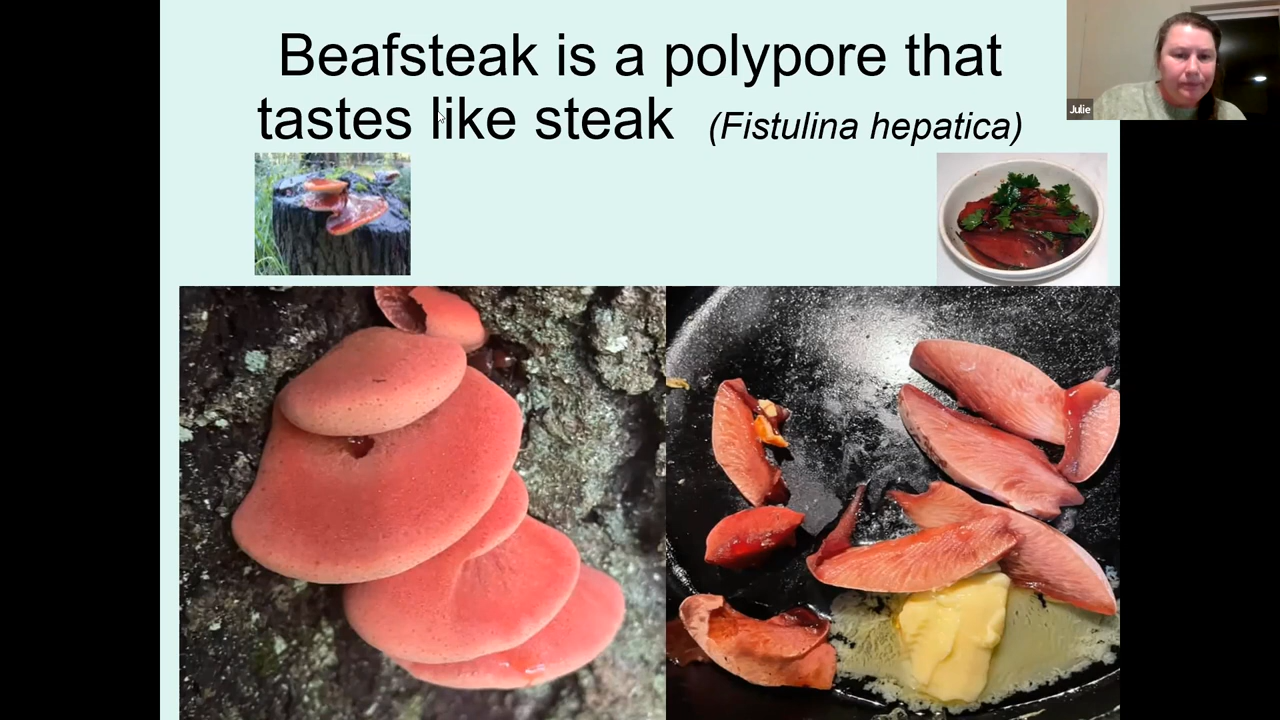 Beafsteak is a polypore that
tastes like steak (Fistulina hepatica)
Julie